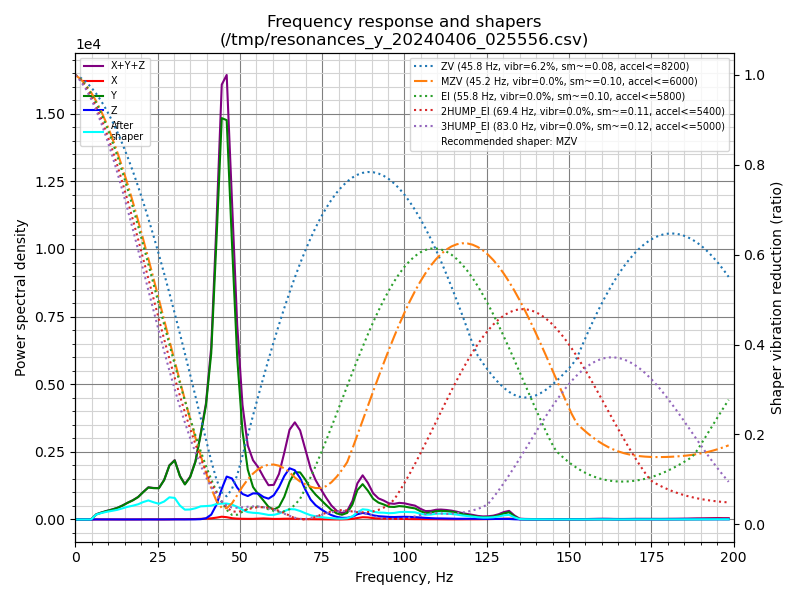 Frequency response and shapers
(/tmp/resonances_y_20240406_025556.csv)
1e4
X+Y+Z
X
Y
Z
After
shaper
ZV (45.8 Hz, vibr=6.2%, sm~=0.08, accel<=8200)
MZV (45.2 Hz, vibr=0.0%, sm~=0.10, accel<=6000)
EI (55.8 Hz, vibr=0.0%, sm~=0.10, accel<=5800)
2HUMP_EI (69.4 Hz, vibr=0.0%, sm~=0.11, accel<=5400)
3HUMP_EI (83.0 Hz, vibr=0.0%, sm~=0.12, accel<=5000)
Recommended shaper: MZV
Power spectral density
1.50
1.25
1.00
0.75
0.50
0.25
0.00
1.0
0.8
0.6
0.4
0.2
0.0
Shaper vibration reduction (ratio)
0 25 50 75 100 125 150 175 200
Frequency, Hz